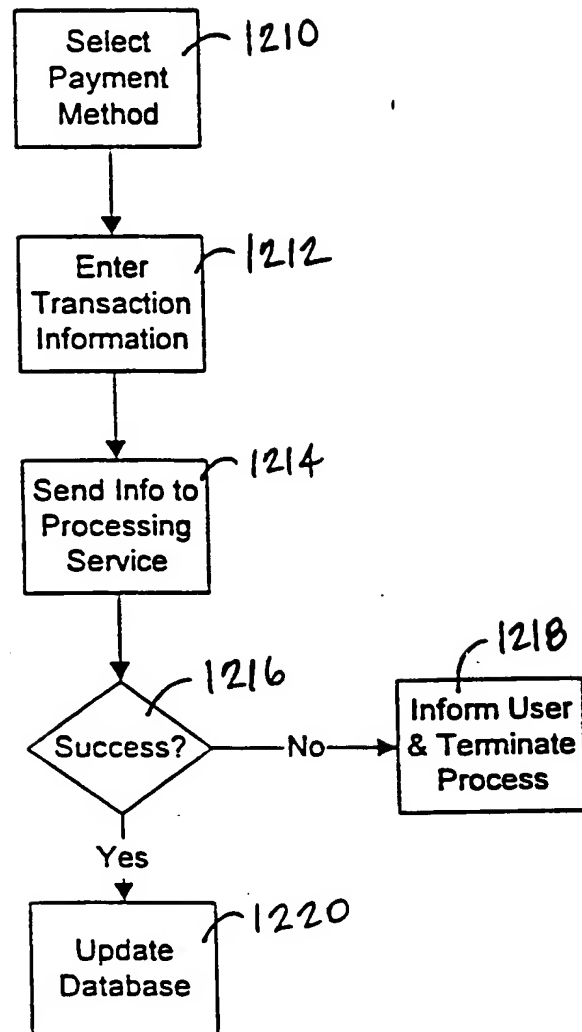 Select
Payment
Method
1210
Enter
Transaction
Information
1212
Send Info to
Processing
Service
1214
Success?
1216
No
Inform User
& Terminate
Process
1218
Yes
Update
Database
1220